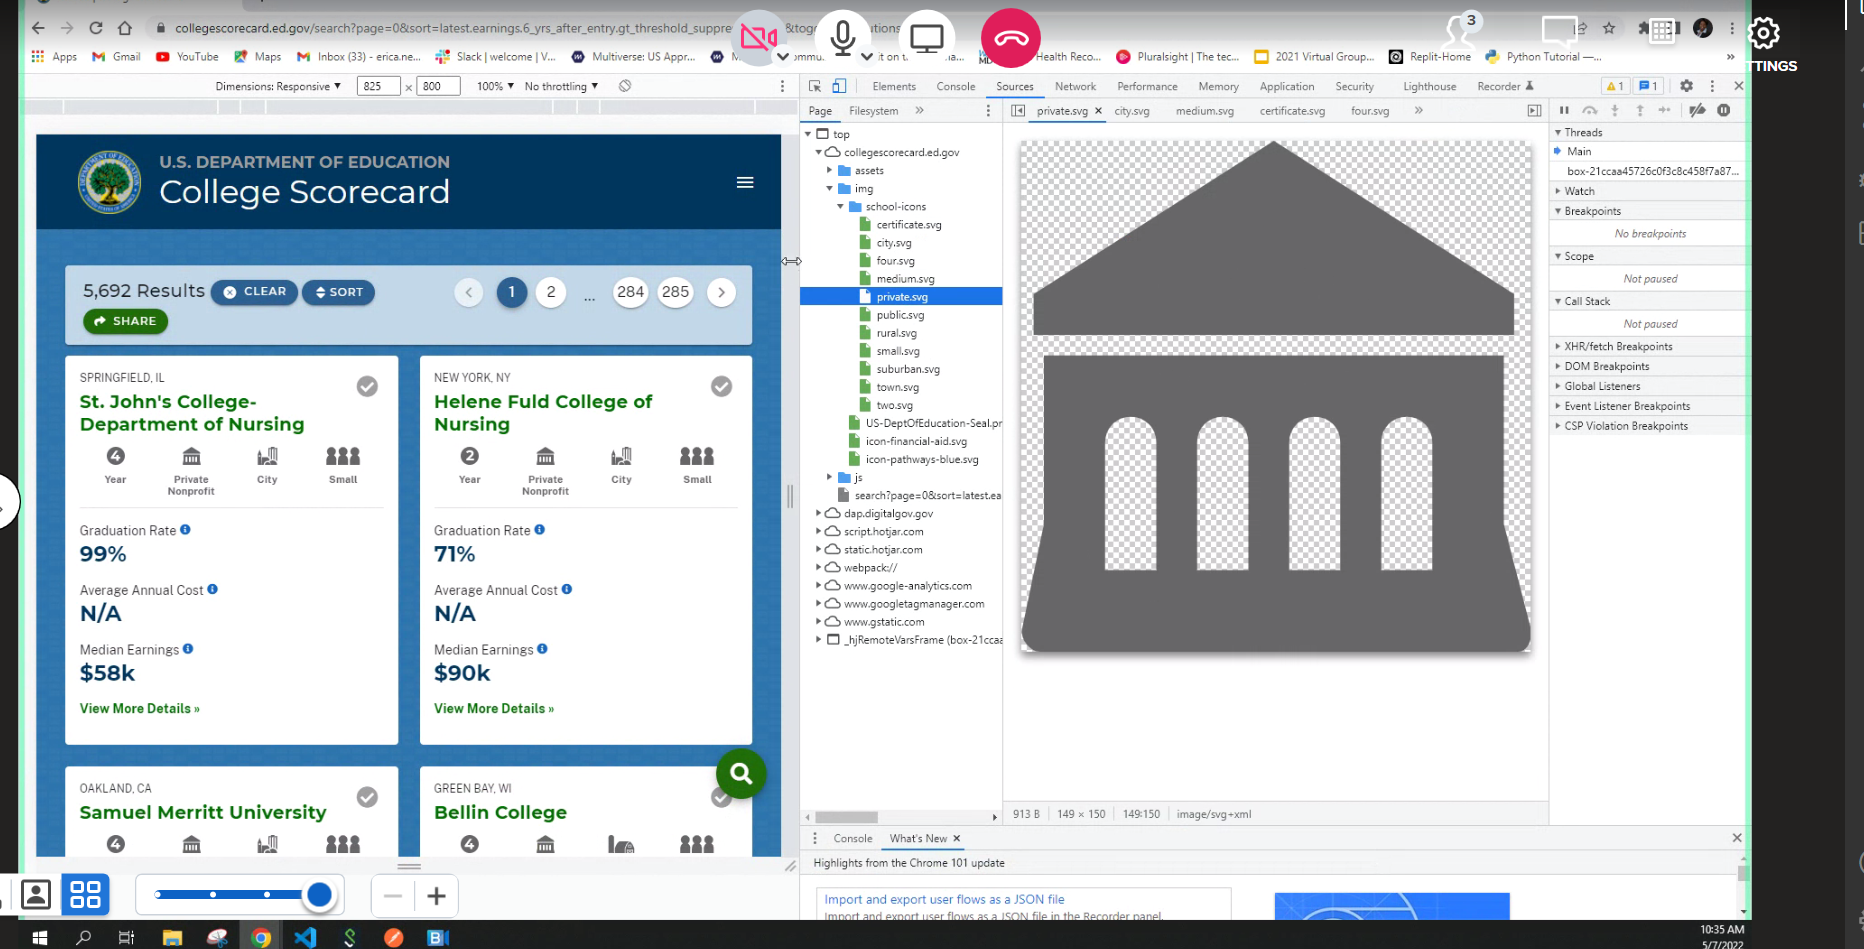 collegescorecard.ed.gov/search?page=0&sort=latest.earnings.6_yrs_after_entry.gt_threshold_suppre
&toge
utions
3
TTINGS
Apps
Gmail
YouTube
Maps
Inbox (33) - erica.ne...
Slack | welcome | V...
Multiverse: US Appr...
M
ommu
it on t
a...
Health Reco...
Pluralsight | The tec...
2021 Virtual Group...
Replit-Home
Python Tutorial —...
»
Dimensions: Responsive ▼
825
×
800
100% ▼
No throttling ▼
Elements
Console
Sources
Network
Performance
Memory
Application
Security
Lighthouse
Recorder
1
1
Page
Filesystem
»
private.svg ×
city.svg
medium.svg
certificate.svg
four.svg
»
U.S. DEPARTMENT OF EDUCATION
College Scorecard
5,692 Results
CLEAR
SORT
SHARE
<
1
2
...
284
285
>
SPRINGFIELD, IL
St. John's College-
Department of Nursing
4
Year
Private
Nonprofit
City
Small
Graduation Rate
99%
Average Annual Cost
N/A
Median Earnings
$58k
View More Details »
NEW YORK, NY
Helene Fuld College of
Nursing
2
Year
Private
Nonprofit
City
Small
Graduation Rate
71%
Average Annual Cost
N/A
Median Earnings
$90k
View More Details »
OAKLAND, CA
Samuel Merritt University
4
GREEN BAY, WI
Bellin College
4
top
collegescorecard.ed.gov
assets
img
school-icons
certificate.svg
city.svg
four.svg
medium.svg
private.svg
public.svg
rural.svg
small.svg
suburban.svg
town.svg
two.svg
US-DeptOfEducation-Seal.pr
icon-financial-aid.svg
icon-pathways-blue.svg
js
search?page=0&sort=latest.ea
dap.digitalgov.gov
script.hotjar.com
static.hotjar.com
webpack://
www.google-analytics.com
www.googletagmanager.com
www.gstatic.com
_hjRemoteVarsFrame (box-21ccaa
913 B
149 × 150
149:150
image/svg+xml
Threads
Main
box-21ccaa45726c0f3c8c458f7a87...
Watch
Breakpoints
No breakpoints
Scope
Not paused
Call Stack
Not paused
XHR/fetch Breakpoints
DOM Breakpoints
Global Listeners
Event Listener Breakpoints
CSP Violation Breakpoints
Console
What's New ×
Highlights from the Chrome 101 update
Import and export user flows as a JSON file
Import and export user flows as a JSON file in the Recorder panel.
10:35 AM
5/7/2022